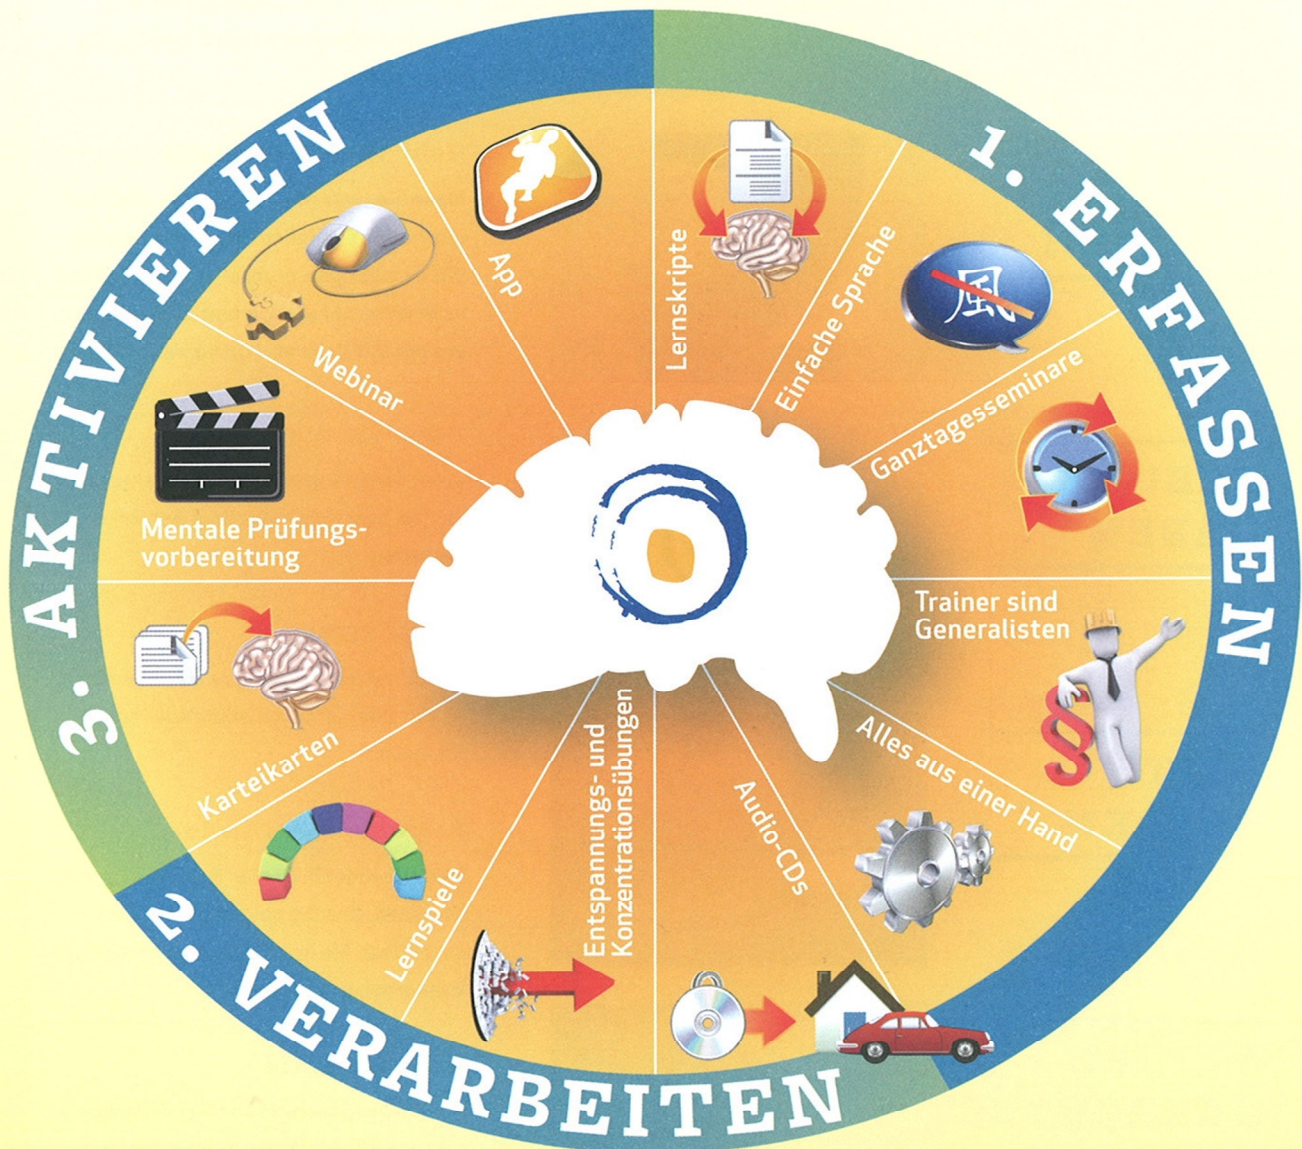 1. ERFASSEN
Lernskripte
Einfache Sprache
風
Ganztagesseminare
Trainer sind
Generalisten
§
Alles aus einer Hand
2. VERARBEITEN
Audio-CDs
Entspannungs- und
Konzentrationsübungen
Lernspiele
3. AKTIVIEREN
Karteikarten
Mentale Prüfungs-
vorbereitung
Webinar
App